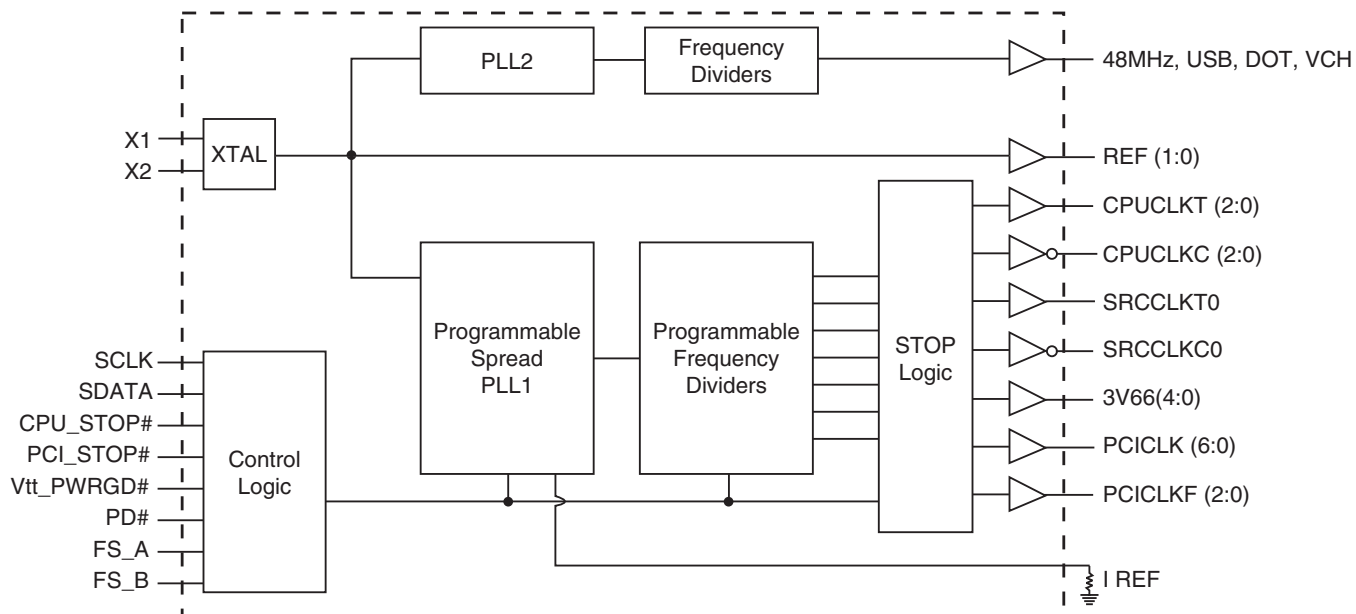 PLL2
Frequency
Dividers
48MHz, USB, DOT, VCH
X1
X2
XTAL
REF (1:0)
CPUCLKT (2:0)
CPUCLKC (2:0)
SRCCLKT0
SRCCLKC0
3V66(4:0)
PCICLK (6:0)
PCICLKF (2:0)
Programmable
Spread
PLL1
Programmable
Frequency
Dividers
STOP
Logic
SCLK
SDATA
CPU_STOP#
PCI_STOP#
Vtt_PWRGD#
PD#
FS_A
FS_B
Control
Logic
I REF